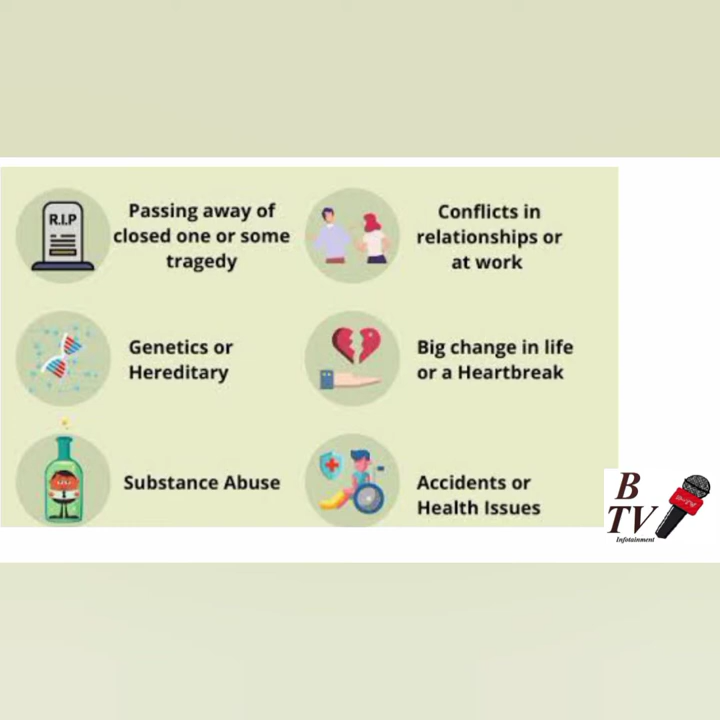 R.I.P
Passing away of
closed one or some
tragedy
Conflicts in
relationships or
at work
Genetics or
Hereditary
Big change in life
or a Heartbreak
Substance Abuse
Accidents or
Health Issues
B
TV
Infotainment
B-TV